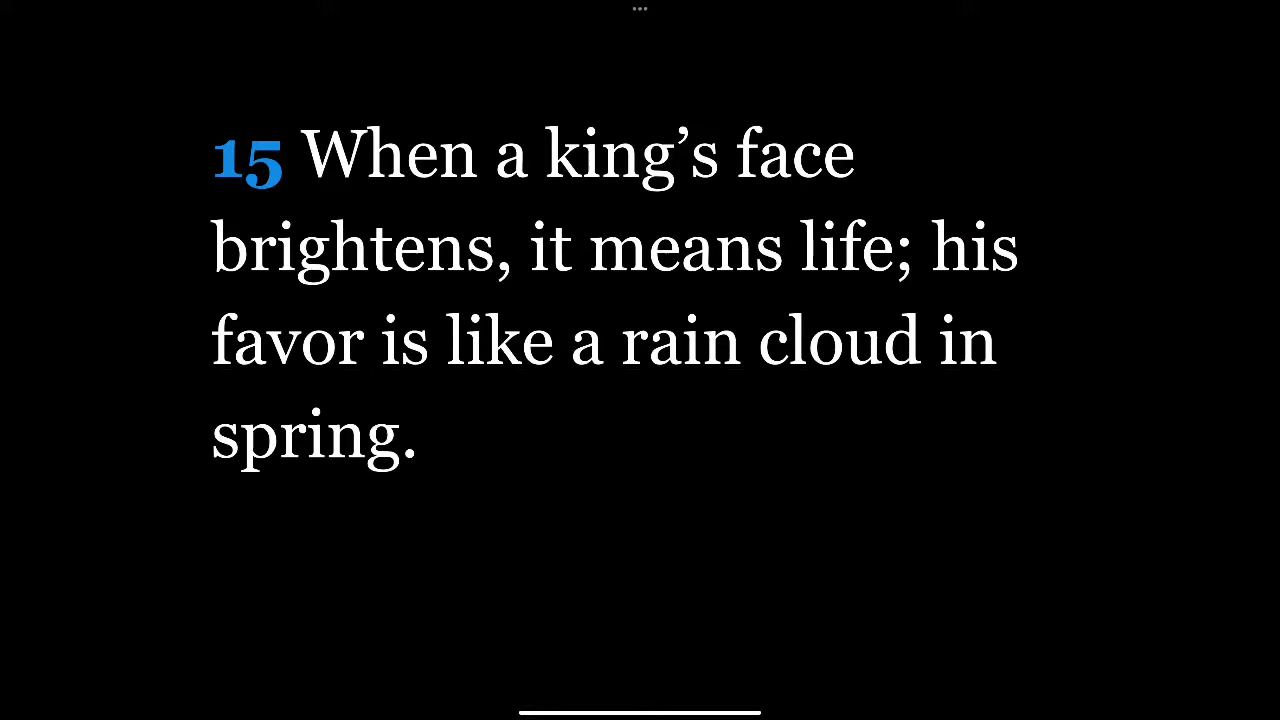 15 When a king’s face
brightens, it means life; his
favor is like a rain cloud in
spring.